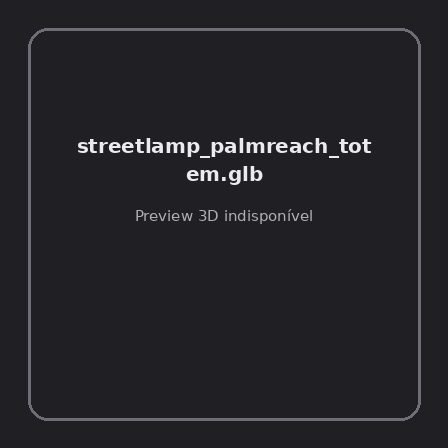 streetlamp_palmreach_tot
em.glb
Preview 3D indisponível